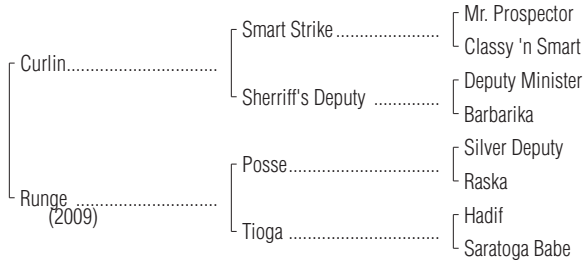 Mr. Prospector
Smart Strike ........................
Classy 'n Smart
Curlin..................................
Deputy Minister
Sherriff's Deputy ...............
Barbarika
Silver Deputy
Posse..................................
Raska
Runge .........................
(2009)
Hadif
Tioga ..................................
Saratoga Babe